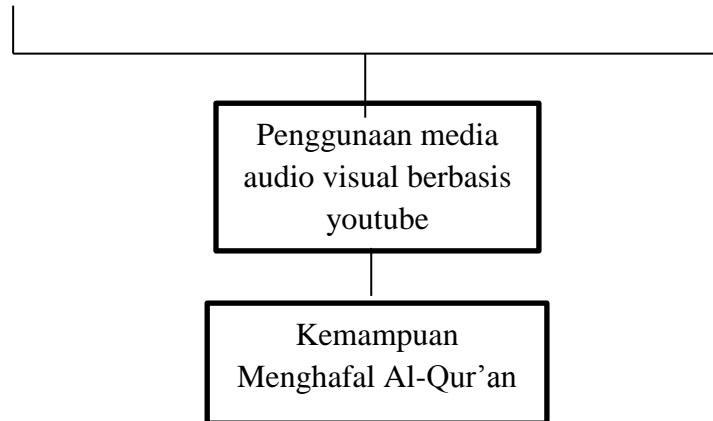 Penggunaan media
audio visual berbasis
youtube
Kemampuan
Menghafal Al-Qur’an